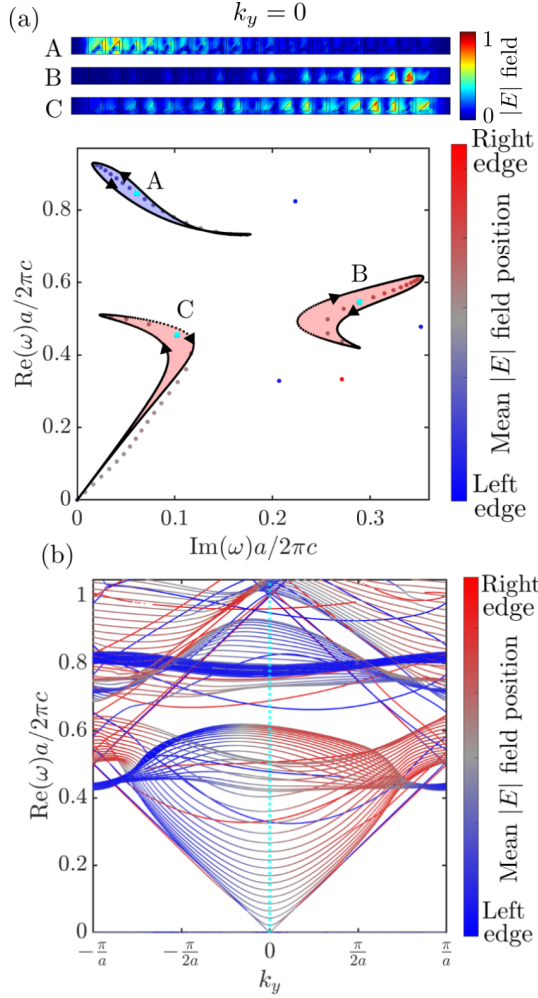 (a)
k_y = 0
A
B
C
1
0
|E| field
Re(ω)a/2πc
0.8
0.6
0.4
0.2
0
A
B
C
0
0.1
0.2
0.3
Im(ω)a/2πc
Right edge
Mean |E| field position
Left edge
(b)
Re(ω)a/2πc
1
0.8
0.6
0.4
0.2
0
−π/a
−π/2a
0
π/2a
π/a
k_y
Right edge
Mean |E| field position
Left edge